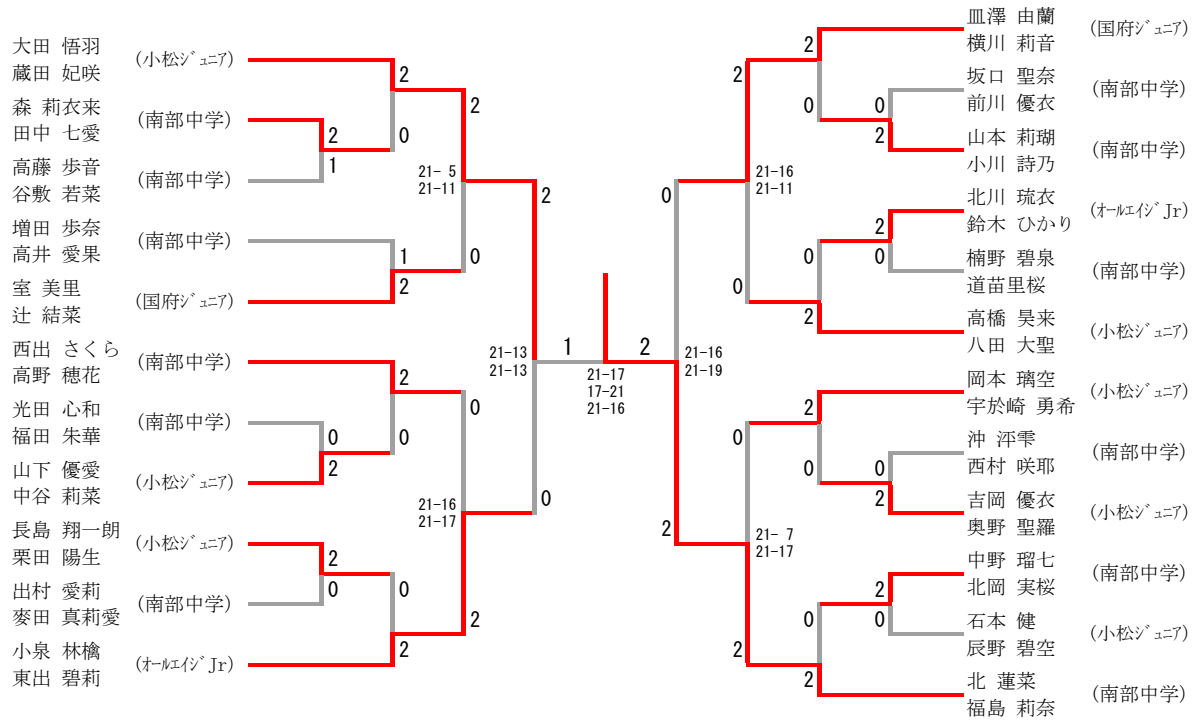 大田 悟羽
蔵田 妃咲
(小松ｼﾞｭﾆｱ)
森 莉衣来
田中 七愛
(南部中学)
高藤 歩音
谷敷 若菜
(南部中学)
増田 歩奈
高井 愛果
(南部中学)
室 美里
辻 結菜
(国府ｼﾞｭﾆｱ)
西出 さくら
高野 穂花
(南部中学)
光田 心和
福田 朱華
(南部中学)
山下 優愛
中谷 莉菜
(小松ｼﾞｭﾆｱ)
長島 翔一朗
栗田 陽生
(小松ｼﾞｭﾆｱ)
出村 愛莉
麥田 真莉愛
(南部中学)
小泉 林檎
東出 碧莉
(ｵｰﾙｴｲｼﾞJr)
2
0
2
1
1
2
2
0
0
2
2
0
0
2
2
0
21- 5
21-11
0
2
21-16
21-17
2
0
21-13
21-13
1
2
21-17
17-21
21-16
0
2
21-16
21-19
2
0
21-16
21-11
0
2
21- 7
21-17
2
0
0
2
2
0
0
2
2
0
0
2
2
0
0
2
皿澤 由蘭
横川 莉音
(国府ｼﾞｭﾆｱ)
坂口 聖奈
前川 優衣
(南部中学)
山本 莉瑚
小川 詩乃
(南部中学)
北川 琉衣
鈴木 ひかり
(ｵｰﾙｴｲｼﾞJr)
楠野 碧泉
道苗里桜
(南部中学)
高橋 昊来
八田 大聖
(小松ｼﾞｭﾆｱ)
岡本 璃空
宇於崎 勇希
(小松ｼﾞｭﾆｱ)
沖 泙雫
西村 咲耶
(南部中学)
吉岡 優衣
奥野 聖羅
(小松ｼﾞｭﾆｱ)
中野 瑠七
北岡 実桜
(南部中学)
石本 健
辰野 碧空
(小松ｼﾞｭﾆｱ)
北 蓮菜
福島 莉奈
(南部中学)